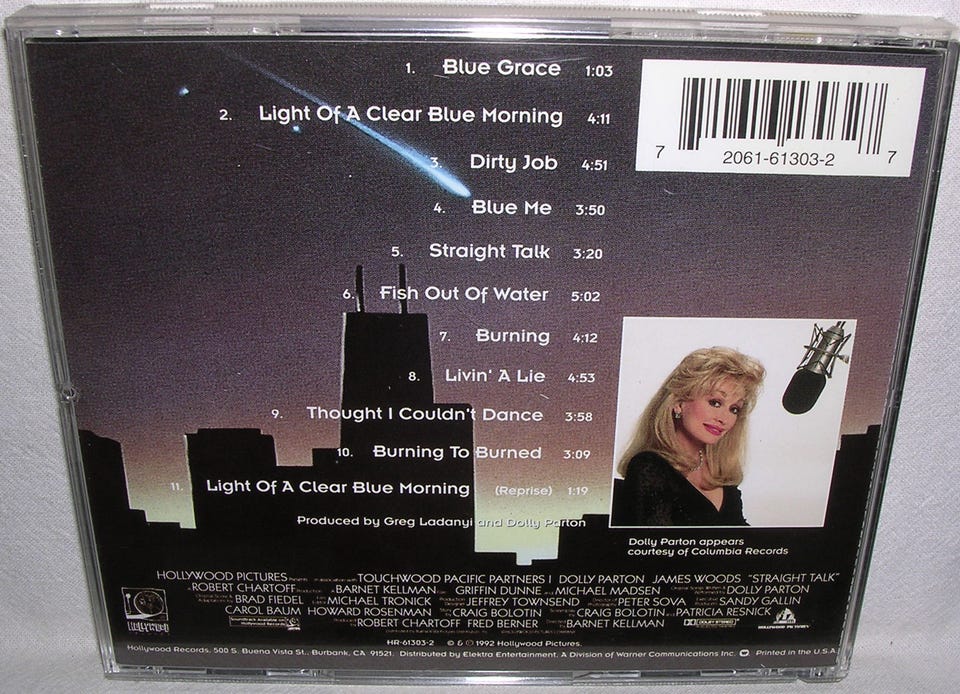 1. Blue Grace 1:03
2. Light Of A Clear Blue Morning 4:11
3. Dirty Job 4:51
4. Blue Me 3:50
5. Straight Talk 3:20
6. Fish Out Of Water 5:02
7. Burning 4:12
8. Livin' A Lie 4:53
9. Thought I Couldn't Dance 3:58
10. Burning To Burned 3:09
11. Light Of A Clear Blue Morning (Reprise) 1:19
Produced by Greg Ladanyi and Dolly Parton
7 2061-61303-2 7
Dolly Parton appears
courtesy of Columbia Records
HOLLYWOOD PICTURES TOUCHWOOD PACIFIC PARTNERS I DOLLY PARTON JAMES WOODS "STRAIGHT TALK"
ROBERT CHARTOFF BARNET KELLMAN GRIFFIN DUNNE MICHAEL MADSEN DOLLY PARTON
BRAD FIEDEL MICHAEL TRONICK JEFFREY TOWNSEND PETER SOVA SANDY GALLIN
CAROL BAUM HOWARD ROSENMAN CRAIG BOLOTIN CRAIG BOLOTIN PATRICIA RESNICK
ROBERT CHARTOFF FRED BERNER BARNET KELLMAN
HOLLYWOOD
DOLBY STEREO
HOLLYWOOD PICTURES
HR-61303-2 © & ℗ 1992 Hollywood Pictures.
Hollywood Records, 500 S. Buena Vista St., Burbank, CA 91521. Distributed by Elektra Entertainment, A Division of Warner Communications Inc. Printed in the U.S.A.